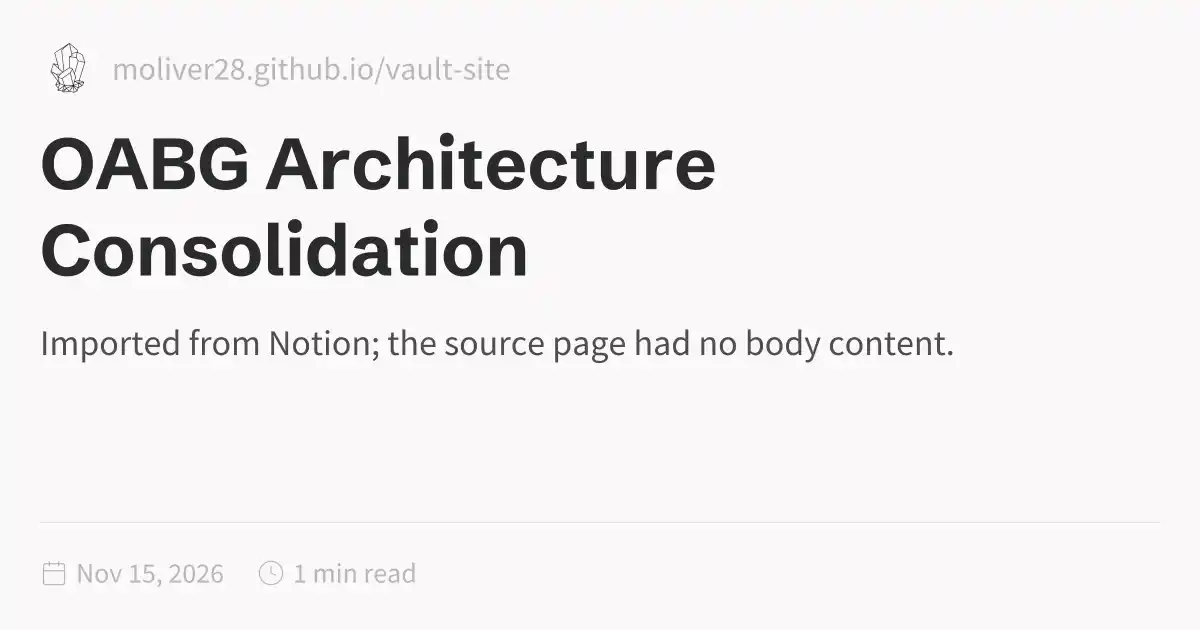 moliver28.github.io/vault-site
OABG Architecture
Consolidation
Imported from Notion; the source page had no body content.
Nov 15, 2026
1 min read